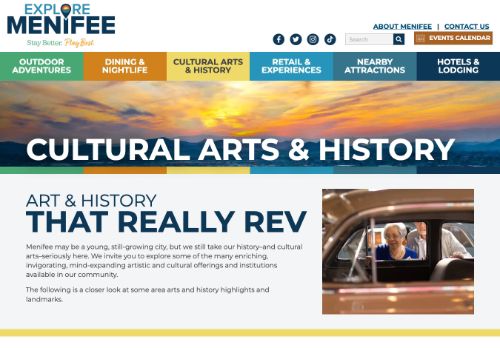 EXPLORE
MENIFEE
Stay Better. Play Best.
ABOUT MENIFEE | CONTACT US
Search
EVENTS CALENDAR
OUTDOOR ADVENTURES
DINING & NIGHTLIFE
CULTURAL ARTS & HISTORY
RETAIL & EXPERIENCES
NEARBY ATTRACTIONS
HOTELS & LODGING
CULTURAL ARTS & HISTORY
ART & HISTORY
THAT REALLY REV
Menifee may be a young, still-growing city, but we still take our history-and cultural
arts-seriously here. We invite you to explore some of the many enriching,
invigorating, mind-expanding artistic and cultural offerings and institutions
available in our community.
The following is a closer look at some area arts and history highlights and
landmarks.